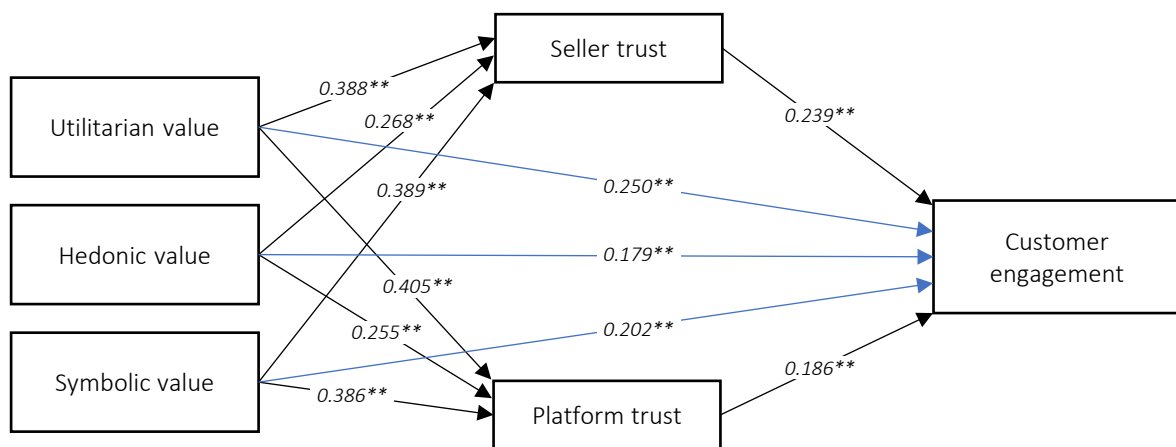 Seller trust
0.388**
0.239**
Utilitarian value
0.268**
0.389**
0.250**
Hedonic value
0.179**
Customer
engagement
0.405**
0.255**
0.202**
Symbolic value
0.386**
0.186**
Platform trust